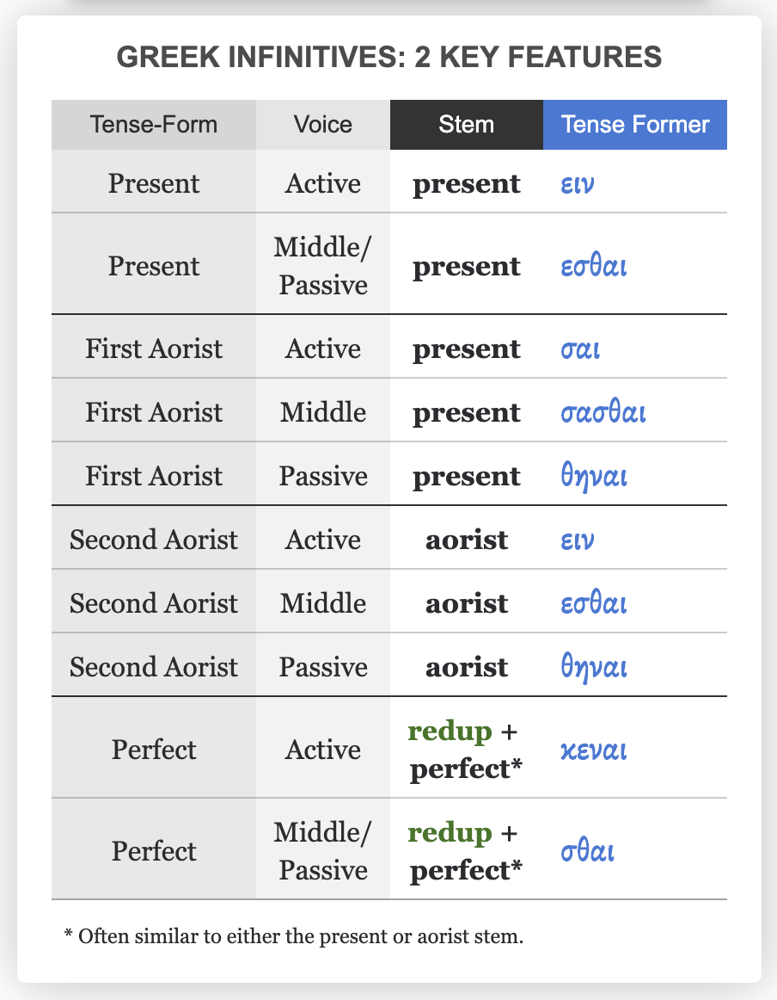 GREEK INFINITIVES: 2 KEY FEATURES
Tense-Form Voice Stem Tense Former
Present Active present ειν
Present Middle/ Passive present εσθαι
First Aorist Active present σαι
First Aorist Middle present σασθαι
First Aorist Passive present θηναι
Second Aorist Active aorist ειν
Second Aorist Middle aorist εσθαι
Second Aorist Passive aorist θηναι
Perfect Active redup + perfect* κεναι
Perfect Middle/ Passive redup + perfect* σθαι
* Often similar to either the present or aorist stem.